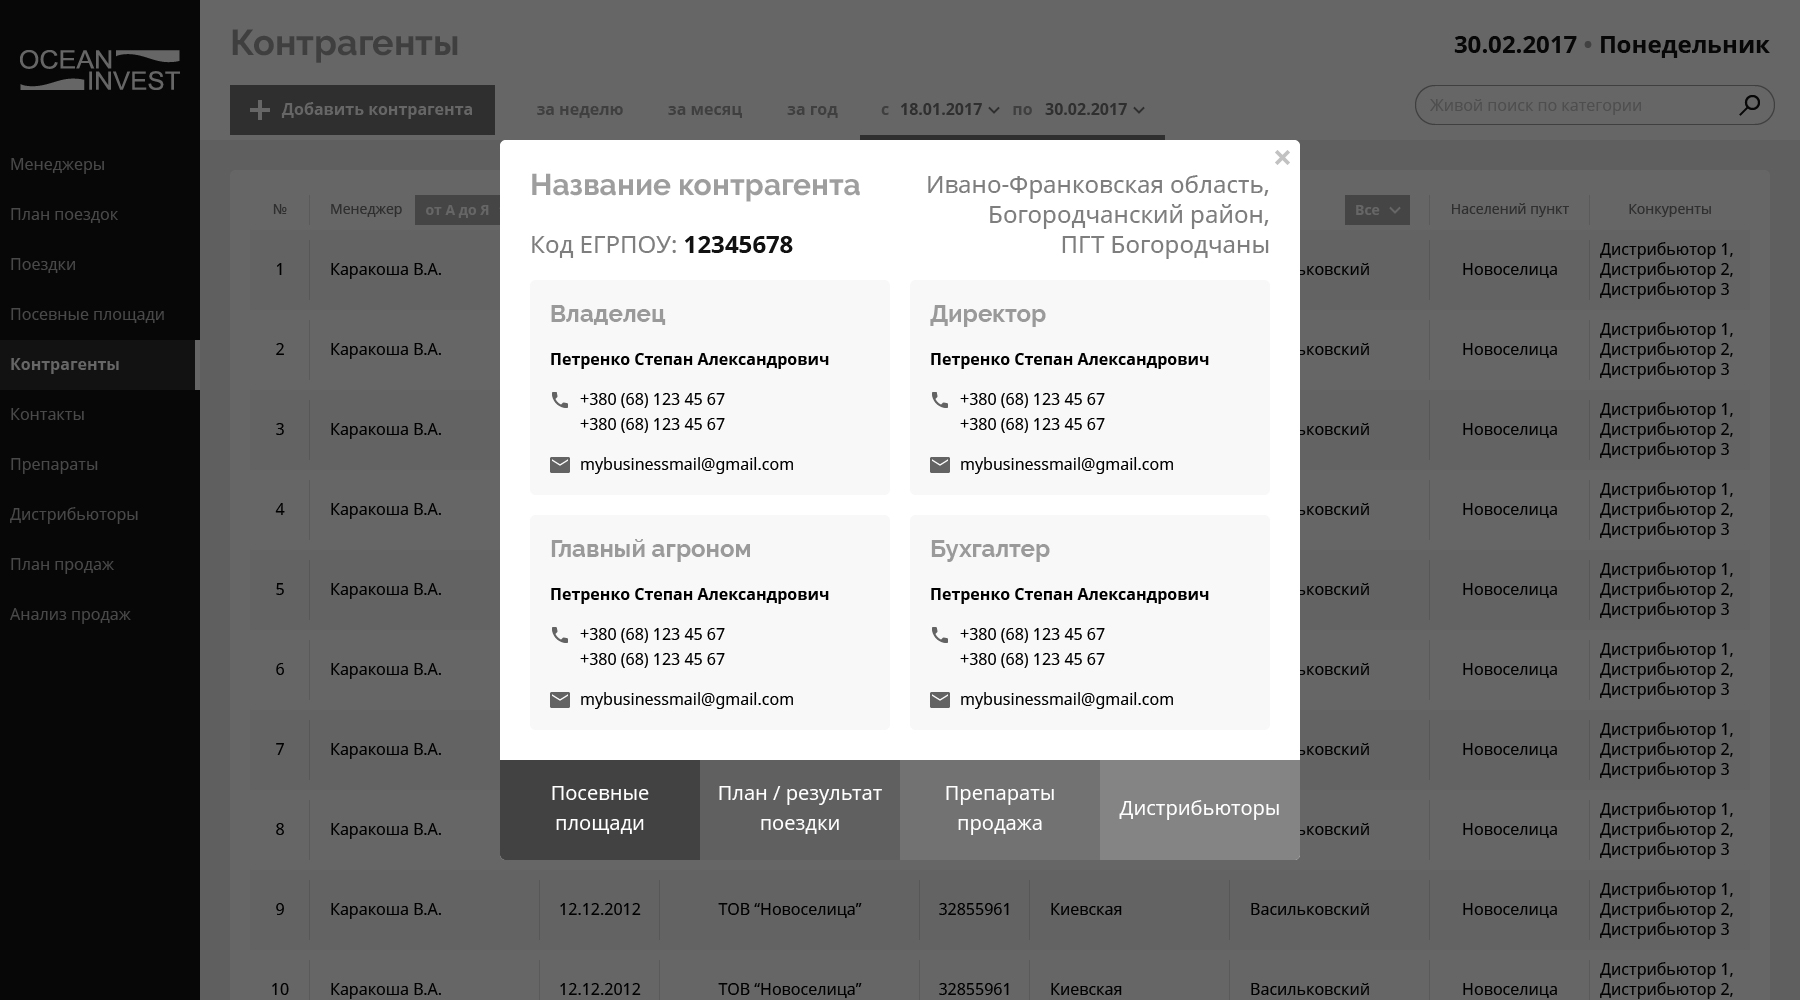 OCEAN
INVEST
Менеджеры
План поездок
Поездки
Посевные площади
Контрагенты
Контакты
Препараты
Дистрибьюторы
План продаж
Анализ продаж
Контрагенты
30.02.2017 • Понедельник
Добавить контрагента
за неделю
за месяц
за год
с 18.01.2017 по 30.02.2017
Живой поиск по категории
№
Менеджер
от А до Я
Все
Населений пункт
Конкуренты
1 Каракоша В.А. Новоселица
Дистрибьютор 1,
Дистрибьютор 2,
Дистрибьютор 3
2 Каракоша В.А. Новоселица
Дистрибьютор 1,
Дистрибьютор 2,
Дистрибьютор 3
3 Каракоша В.А. Новоселица
Дистрибьютор 1,
Дистрибьютор 2,
Дистрибьютор 3
4 Каракоша В.А. Новоселица
Дистрибьютор 1,
Дистрибьютор 2,
Дистрибьютор 3
5 Каракоша В.А. Новоселица
Дистрибьютор 1,
Дистрибьютор 2,
Дистрибьютор 3
6 Каракоша В.А. Новоселица
Дистрибьютор 1,
Дистрибьютор 2,
Дистрибьютор 3
7 Каракоша В.А. Новоселица
Дистрибьютор 1,
Дистрибьютор 2,
Дистрибьютор 3
8 Каракоша В.А. Новоселица
Дистрибьютор 1,
Дистрибьютор 2,
Дистрибьютор 3
9 Каракоша В.А. 12.12.2012 ТОВ “Новоселица” 32855961 Киевская Васильковский Новоселица
Дистрибьютор 1,
Дистрибьютор 2,
Дистрибьютор 3
10 Каракоша В.А. 12.12.2012 ТОВ “Новоселица” 32855961 Киевская Васильковский Новоселица
Дистрибьютор 1,
Дистрибьютор 2,
Название контрагента
Код ЕГРПОУ: 12345678
Ивано-Франковская область,
Богородчанский район,
ПГТ Богородчаны
Владелец
Петренко Степан Александрович
+380 (68) 123 45 67
+380 (68) 123 45 67
mybusinessmail@gmail.com
Директор
Петренко Степан Александрович
+380 (68) 123 45 67
+380 (68) 123 45 67
mybusinessmail@gmail.com
Главный агроном
Петренко Степан Александрович
+380 (68) 123 45 67
+380 (68) 123 45 67
mybusinessmail@gmail.com
Бухгалтер
Петренко Степан Александрович
+380 (68) 123 45 67
+380 (68) 123 45 67
mybusinessmail@gmail.com
Посевные
площади
План / результат
поездки
Препараты
продажа
Дистрибьюторы